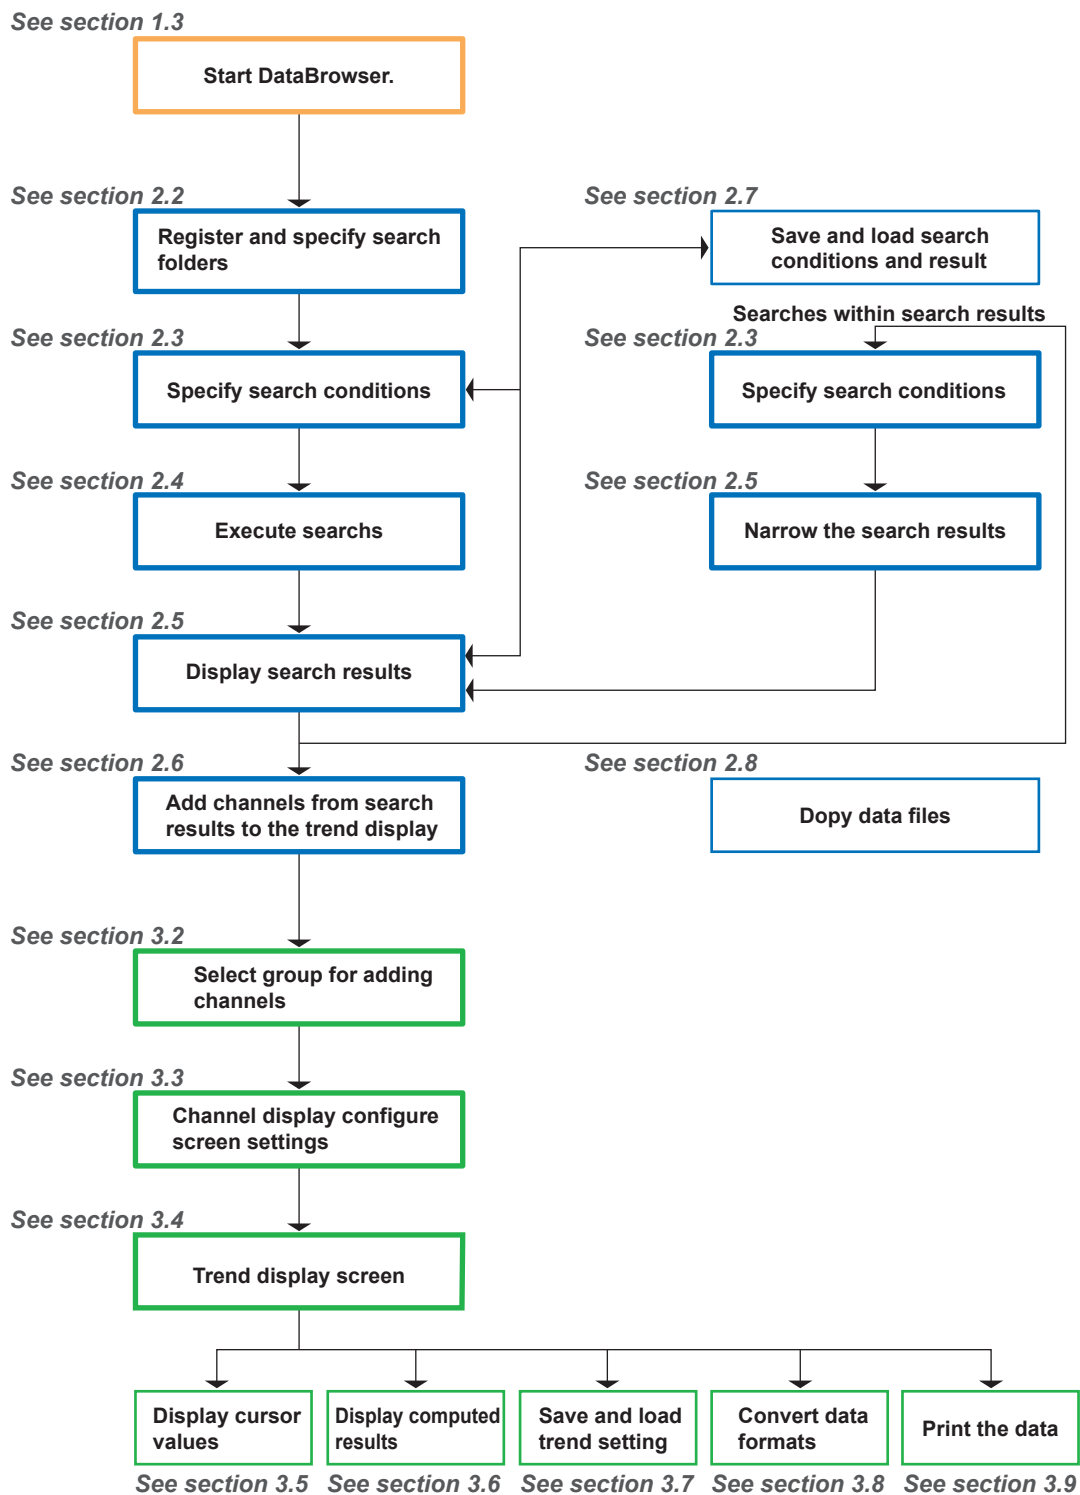 See section 1.3
Start DataBrowser.
See section 2.2
Register and specify search
folders
See section 2.7
Save and load search
conditions and result
Searches within search results
See section 2.3
Specify search conditions
See section 2.3
Specify search conditions
See section 2.4
Execute searchs
See section 2.5
Narrow the search results
See section 2.5
Display search results
See section 2.6
Add channels from search
results to the trend display
See section 2.8
Dopy data files
See section 3.2
Select group for adding
channels
See section 3.3
Channel display configure
screen settings
See section 3.4
Trend display screen
Display cursor
values
See section 3.5
Display computed
results
See section 3.6
Save and load
trend setting
See section 3.7
Convert data
formats
See section 3.8
Print the data
See section 3.9